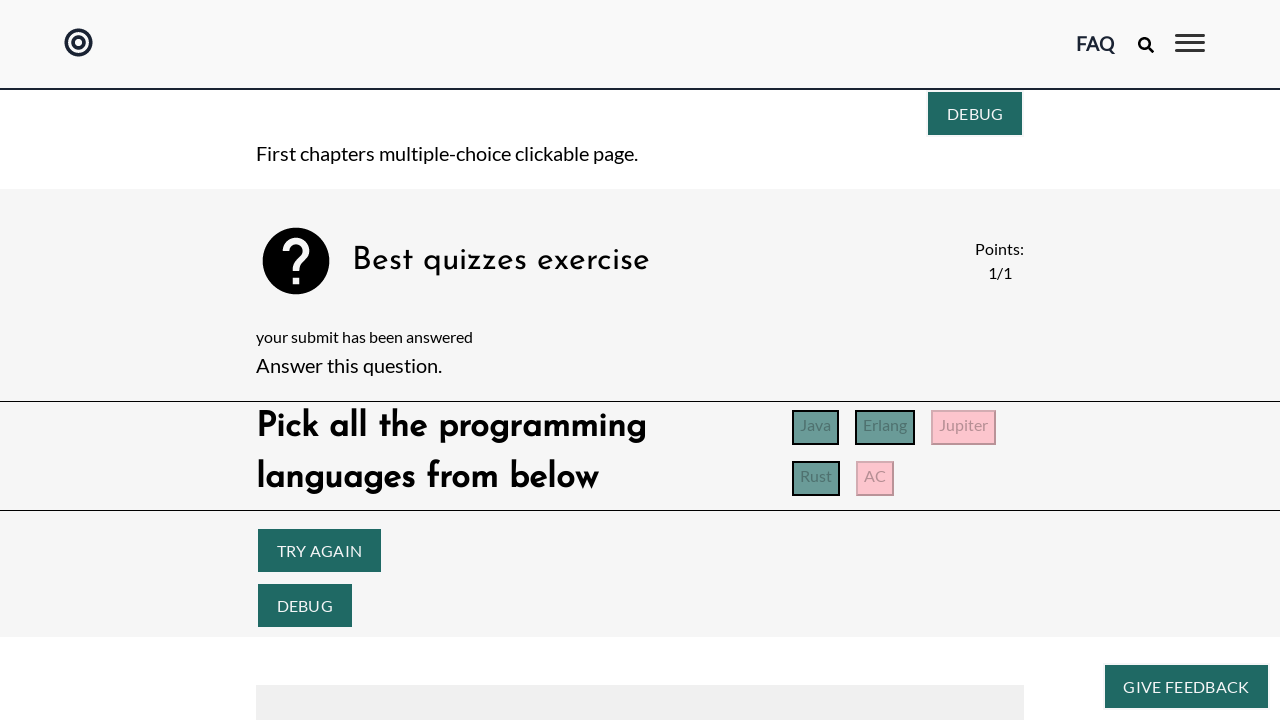 FAQ
DEBUG
First chapters multiple-choice clickable page.
Best quizzes exercise
Points:
1/1
your submit has been answered
Answer this question.
Pick all the programming
languages from below
Java Erlang Jupiter
Rust AC
TRY AGAIN
DEBUG
GIVE FEEDBACK